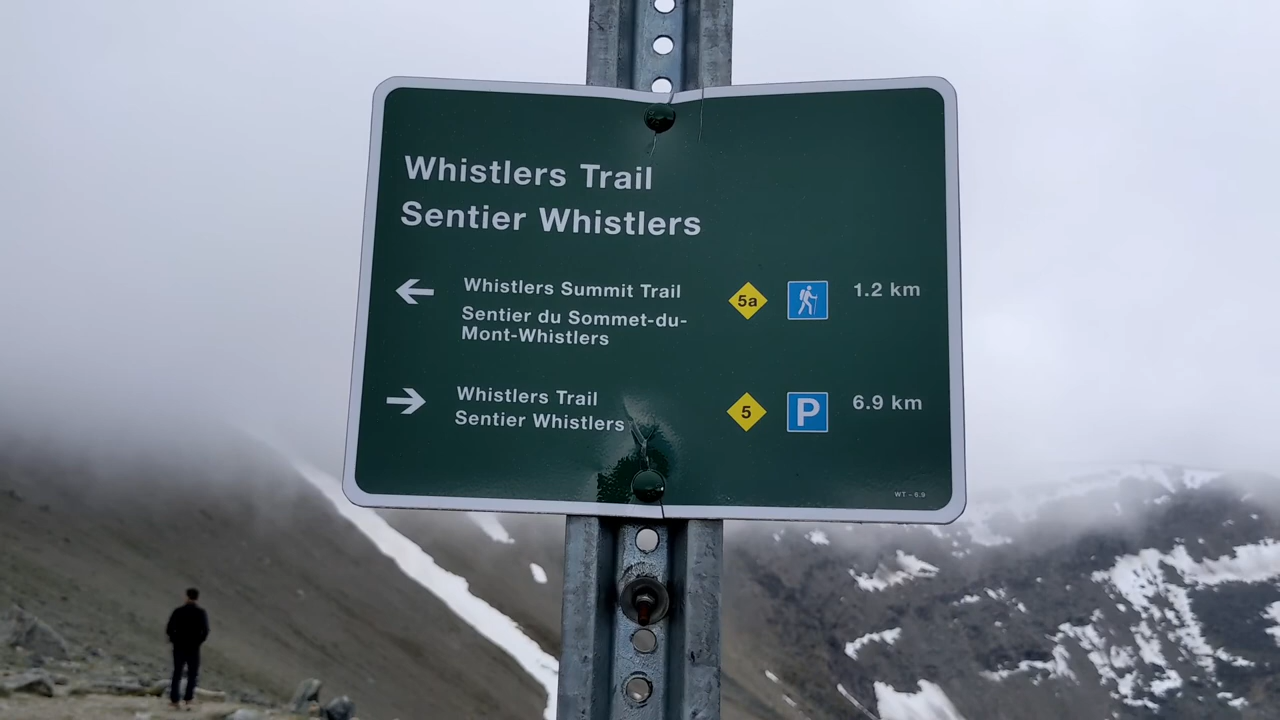 Whistlers Trail
Sentier Whistlers
Whistlers Summit Trail 5a 1.2 km
Sentier du Sommet-du-
Mont-Whistlers
Whistlers Trail 5 P 6.9 km
Sentier Whistlers
WT - 6.9